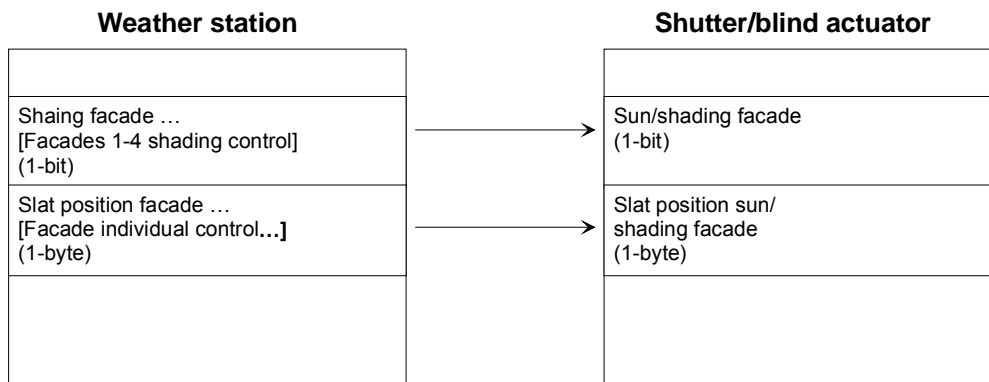 Weather station
Shutter/blind actuator
Shaing facade …
[Facades 1-4 shading control]
(1-bit)
Sun/shading facade
(1-bit)
Slat position facade …
[Facade individual control…]
(1-byte)
Slat position sun/
shading facade
(1-byte)